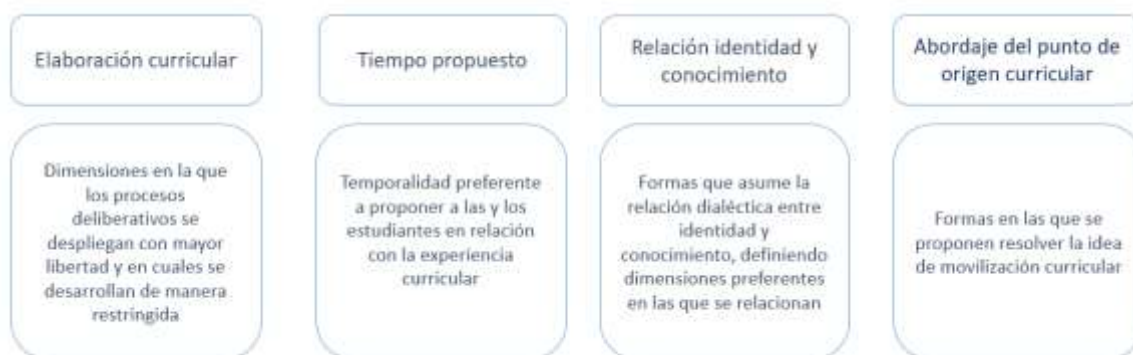 Elaboración curricular
Tiempo propuesto
Relación identidad y
conocimiento
Abordaje del punto de
origen curricular
Dimensiones en la que
los procesos
deliberativos se
despliegan con mayor
libertad y en cuales se
desarrollan de manera
restringida
Temporalidad preferente
a proponer a las y los
estudiantes en relación
con la experiencia
curricular
Formas que asume la
relación dialéctica entre
identidad y
conocimiento, definiendo
dimensiones preferentes
en las que se relacionan
Formas en las que se
proponen resolver la idea
de movilización curricular